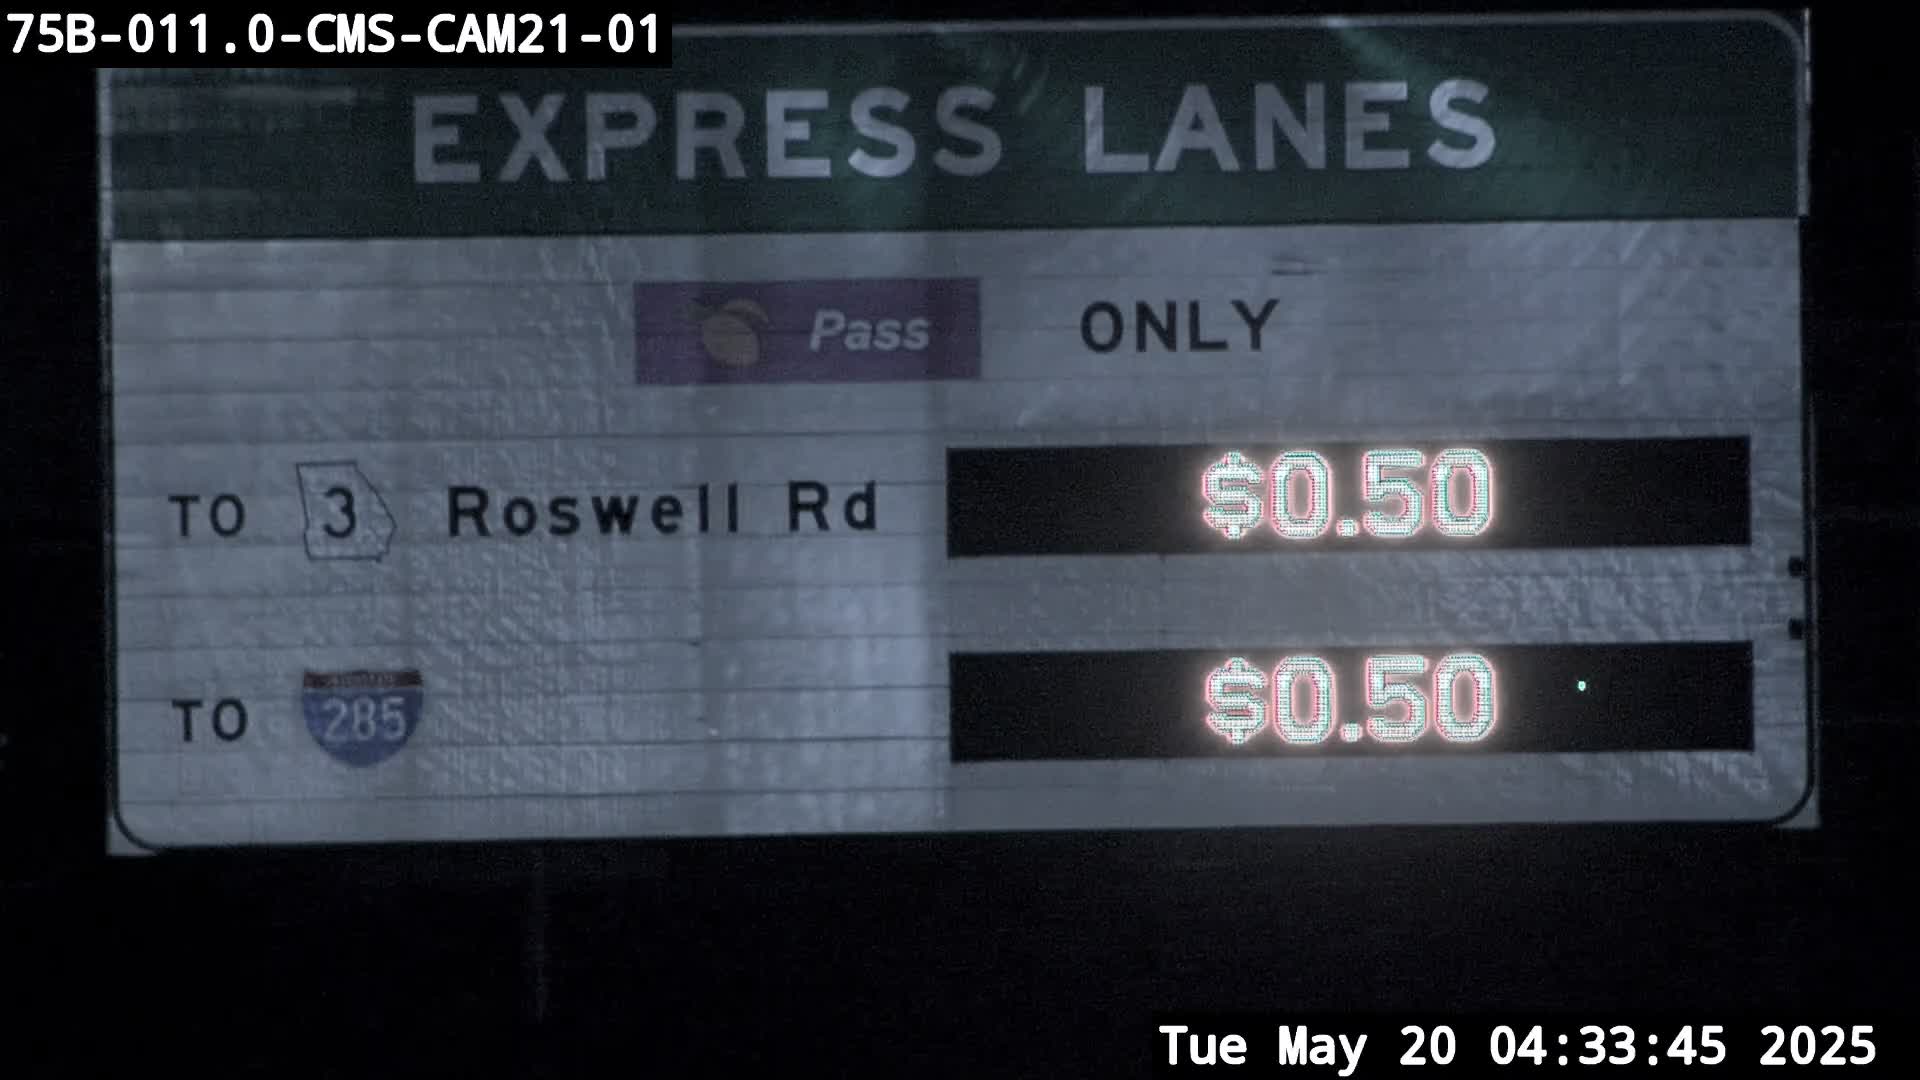 75B-011.0-CMS-CAM21-01
EXPRESS LANES
Pass ONLY
TO 3 Roswell Rd $0.50
TO 285 $0.50
Tue May 20 04:33:45 2025